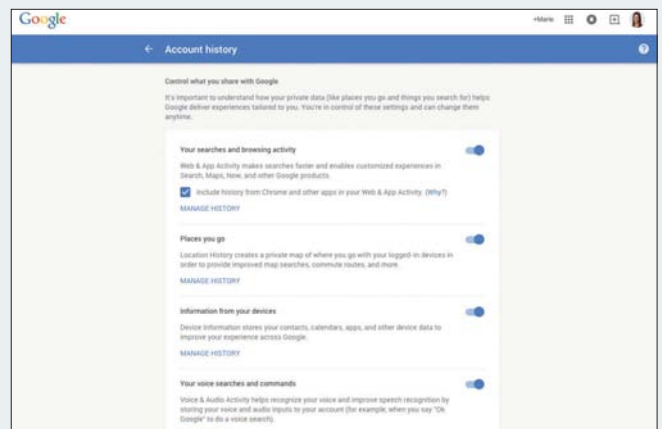 Google
+Marie
← Account history
Control what you share with Google
It's important to understand how your private data (like places you go and things you search for) helps
Google deliver experiences tailored to you. You're in control of these settings and can change them
anytime.
Your searches and browsing activity
Web & App Activity makes searches faster and enables customized experiences in
Search, Maps, Now, and other Google products.
Include history from Chrome and other apps in your Web & App Activity. (Why?)
MANAGE HISTORY
Places you go
Location History creates a private map of where you go with your logged-in devices in
order to provide improved map searches, commute routes, and more.
MANAGE HISTORY
Information from your devices
Device Information stores your contacts, calendars, apps, and other device data to
improve your experience across Google.
MANAGE HISTORY
Your voice searches and commands
Voice & Audio Activity helps recognize your voice and improve speech recognition by
storing your voice and audio inputs to your account (for example, when you say "Ok
Google" to do a voice search).